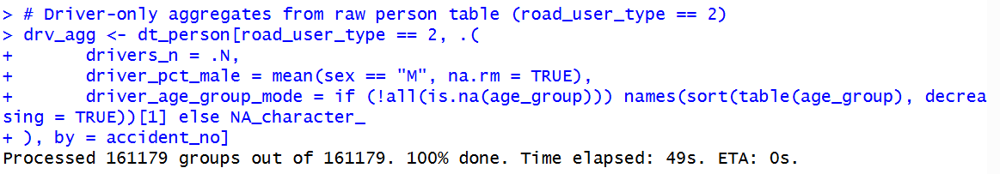 > # Driver-only aggregates from raw person table (road_user_type == 2)
> drv_agg <- dt_person[road_user_type == 2, .(
+       drivers_n = .N,
+       driver_pct_male = mean(sex == "M", na.rm = TRUE),
+       driver_age_group_mode = if (!all(is.na(age_group))) names(sort(table(age_group), decrea
sing = TRUE))[1] else NA_character_
+ ), by = accident_no]
Processed 161179 groups out of 161179. 100% done. Time elapsed: 49s. ETA: 0s.